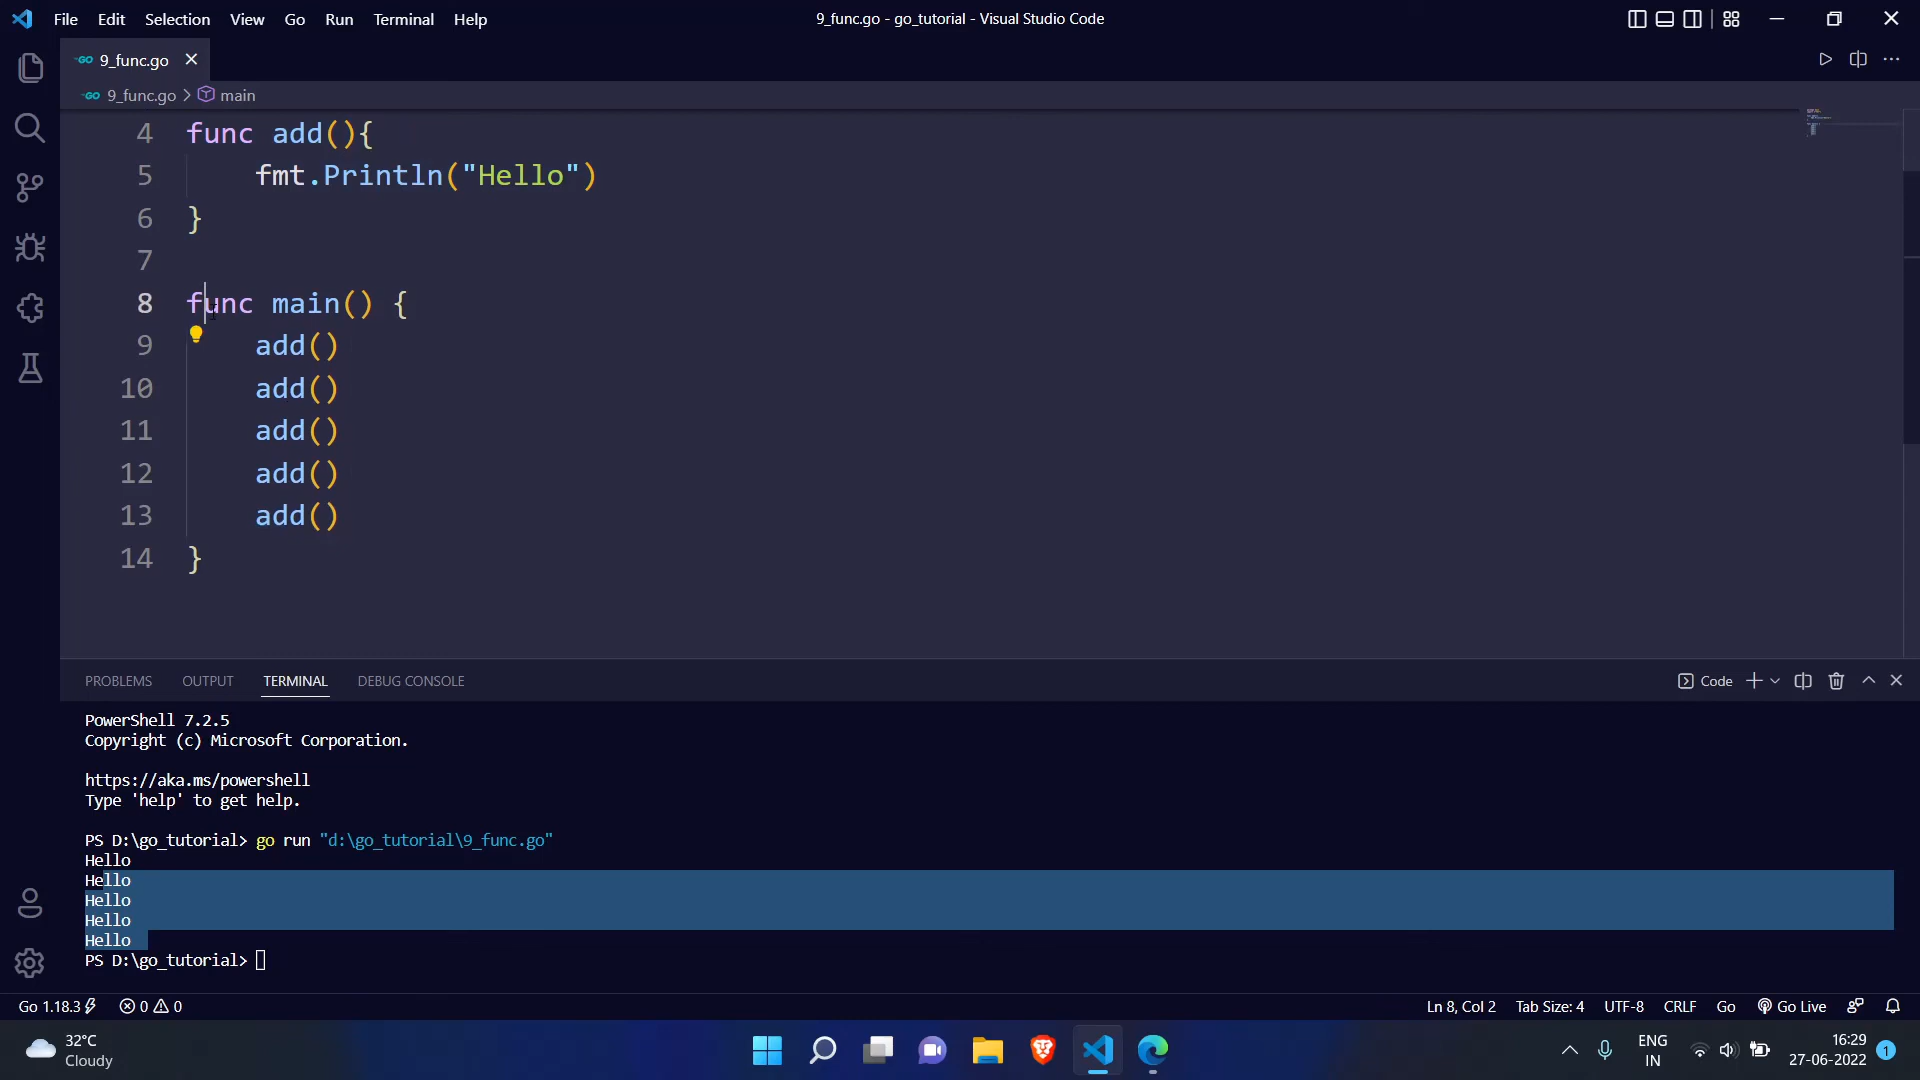 File Edit Selection View Go Run Terminal Help
9_func.go - go_tutorial - Visual Studio Code
GO 9_func.go
GO 9_func.go > main
4 func add(){
5 fmt.Println("Hello")
6 }
7
8 func main() {
9 add()
10 add()
11 add()
12 add()
13 add()
14 }
PROBLEMS OUTPUT TERMINAL DEBUG CONSOLE
Code
PowerShell 7.2.5
Copyright (c) Microsoft Corporation.
https://aka.ms/powershell
Type 'help' to get help.
PS D:\go_tutorial> go run "d:\go_tutorial\9_func.go"
Hello
Hello
Hello
Hello
Hello
PS D:\go_tutorial>
Go 1.18.3 0 0
Ln 8, Col 2 Tab Size: 4 UTF-8 CRLF Go Go Live
32°C
Cloudy
ENG
IN
16:29
27-06-2022
1